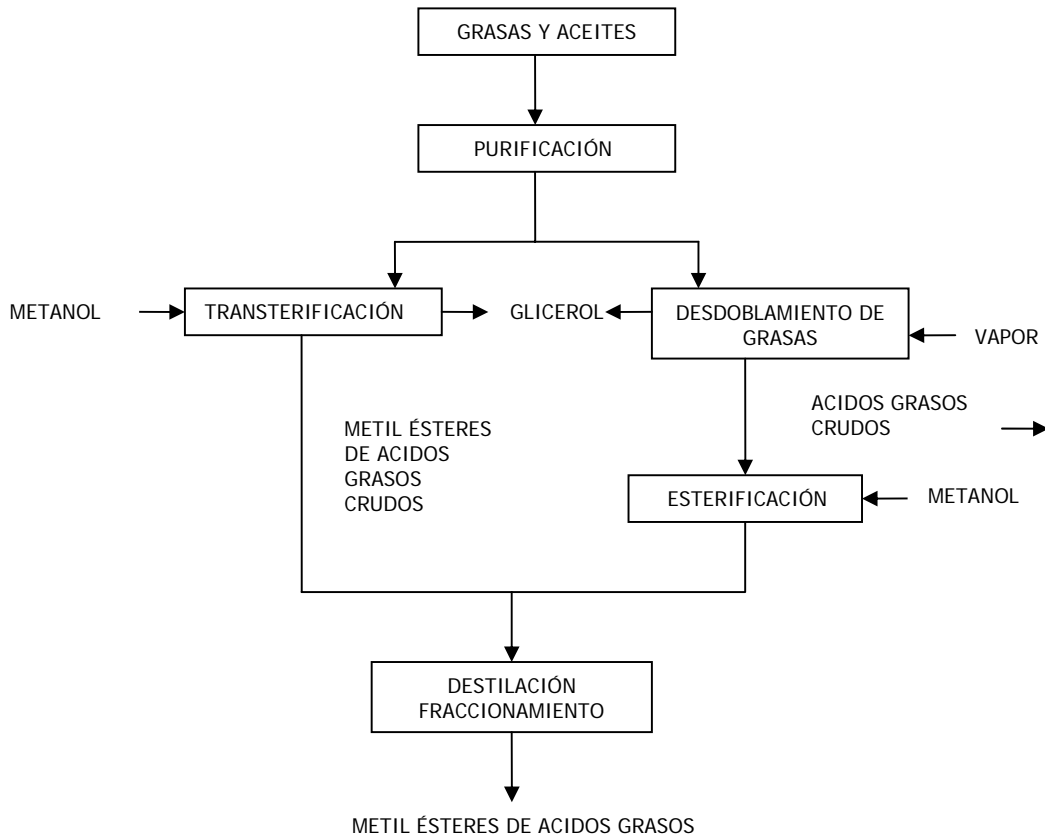 GRASAS Y ACEITES
PURIFICACIÓN
METANOL
TRANSTERIFICACIÓN
GLICEROL
DESDOBLAMIENTO DE
GRASAS
VAPOR
METIL ÉSTERES
DE ACIDOS
GRASOS
CRUDOS
ACIDOS GRASOS
CRUDOS
ESTERIFICACIÓN
METANOL
DESTILACIÓN
FRACCIONAMIENTO
METIL ÉSTERES DE ACIDOS GRASOS